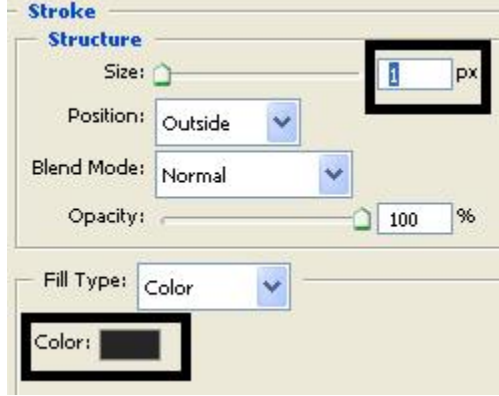 Stroke
Structure
Size: 1 px
Position: Outside
Blend Mode: Normal
Opacity: 100 %
Fill Type: Color
Color: